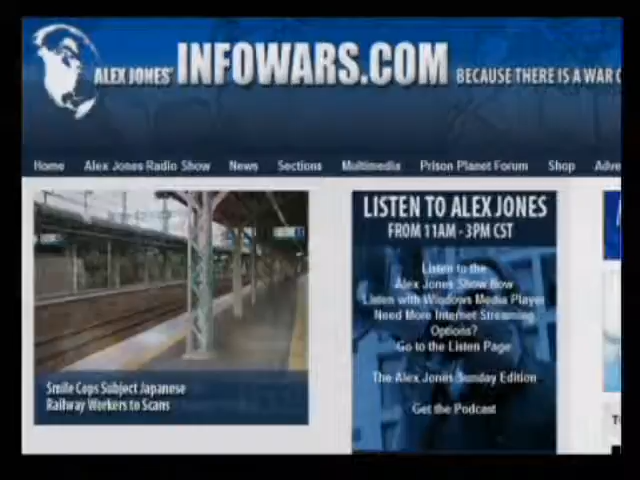 ALEX JONES' INFOWARS.COM BECAUSE THERE IS A WAR
Home Alex Jones Radio Show News Sections Multimedia Prison Planet Forum Shop Adve
LISTEN TO ALEX JONES
FROM 11AM - 3PM CST
Listen to the
Alex Jones Show Now
Listen with Windows Media Player
Need More Internet Streaming
Options?
Go to the Listen Page
The Alex Jones Sunday Edition
Get the Podcast
Smile Cops Subject Japanese
Railway Workers to Scans